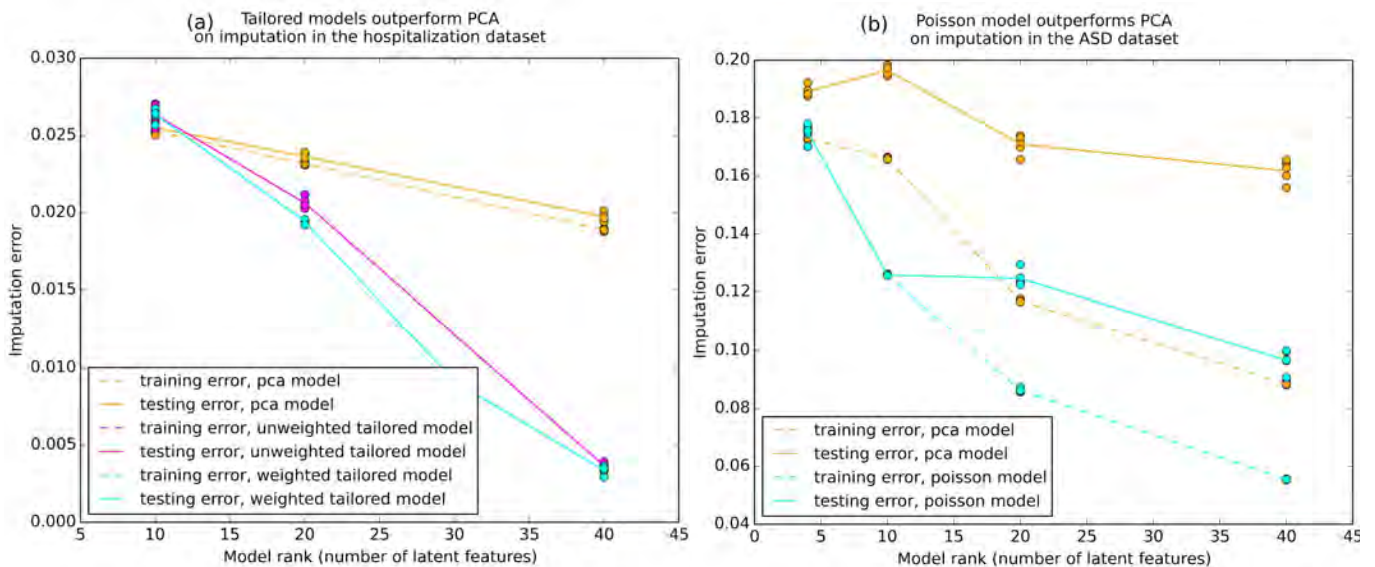 (a) Tailored models outperform PCA
on imputation in the hospitalization dataset
0.030
0.025
0.020
0.015
0.010
0.005
0.000
Imputation error
training error, pca model
testing error, pca model
training error, unweighted tailored model
testing error, unweighted tailored model
training error, weighted tailored model
testing error, weighted tailored model
5 10 15 20 25 30 35 40 45
Model rank (number of latent features)
(b) Poisson model outperforms PCA
on imputation in the ASD dataset
0.20
0.18
0.16
0.14
0.12
0.10
0.08
0.06
0.04
Imputation error
training error, pca model
testing error, pca model
training error, poisson model
testing error, poisson model
0 5 10 15 20 25 30 35 40 45
Model rank (number of latent features)